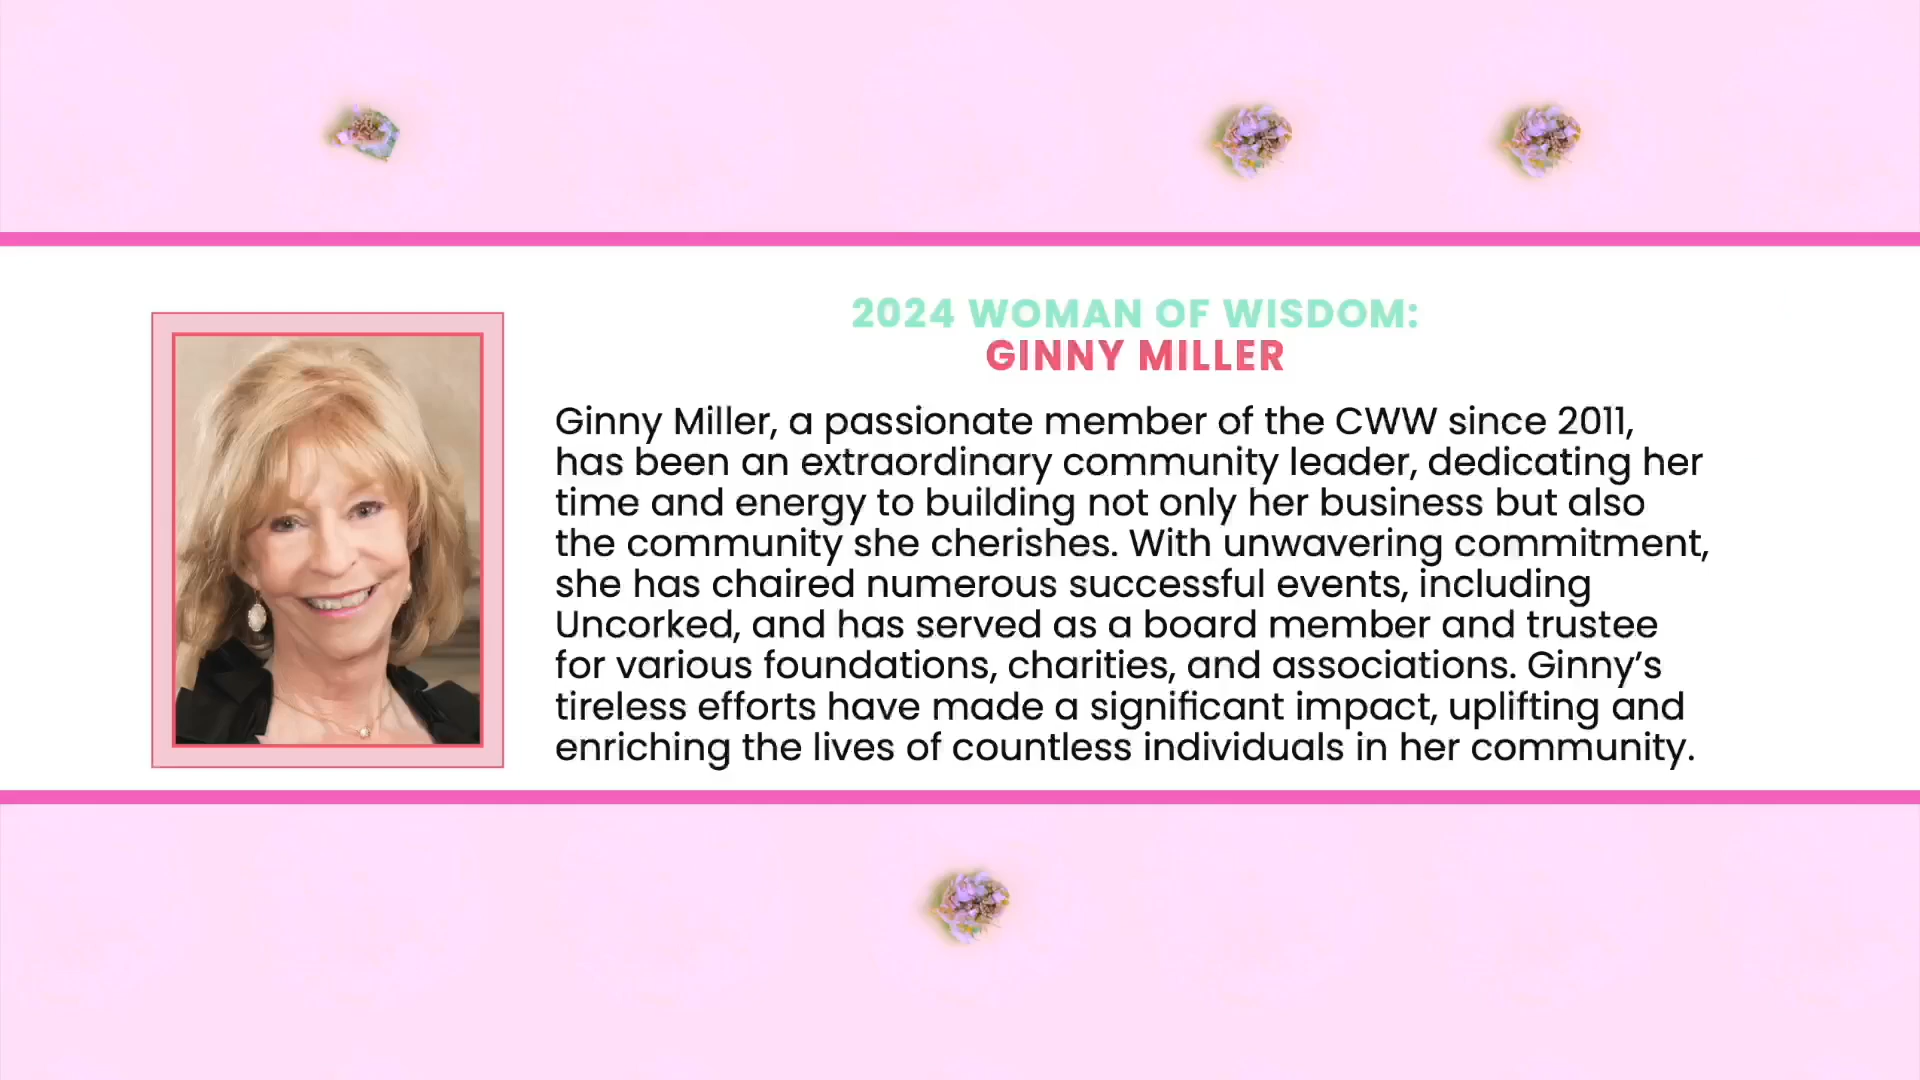 2024 WOMAN OF WISDOM:
GINNY MILLER
Ginny Miller, a passionate member of the CWW since 2011,
has been an extraordinary community leader, dedicating her
time and energy to building not only her business but also
the community she cherishes. With unwavering commitment,
she has chaired numerous successful events, including
Uncorked, and has served as a board member and trustee
for various foundations, charities, and associations. Ginny’s
tireless efforts have made a significant impact, uplifting and
enriching the lives of countless individuals in her community.